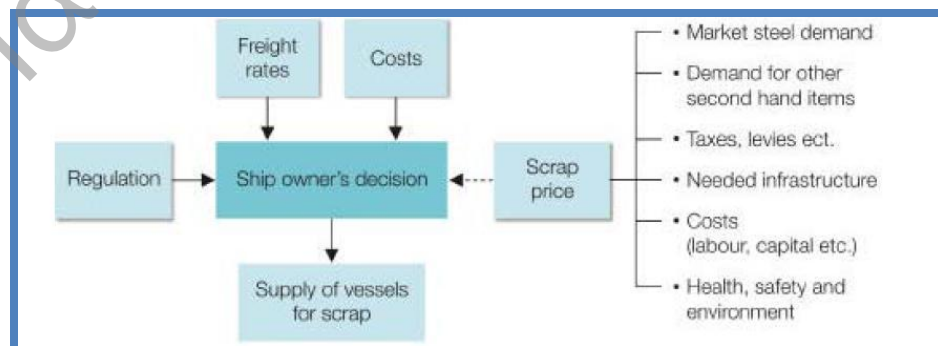 Freight
rates
Costs
Regulation
Ship owner's decision
Scrap
price
Supply of vessels
for scrap
• Market steel demand
• Demand for other
second hand items
• Taxes, levies ect.
• Needed infrastructure
• Costs
(labour, capital etc.)
• Health, safety and
environment